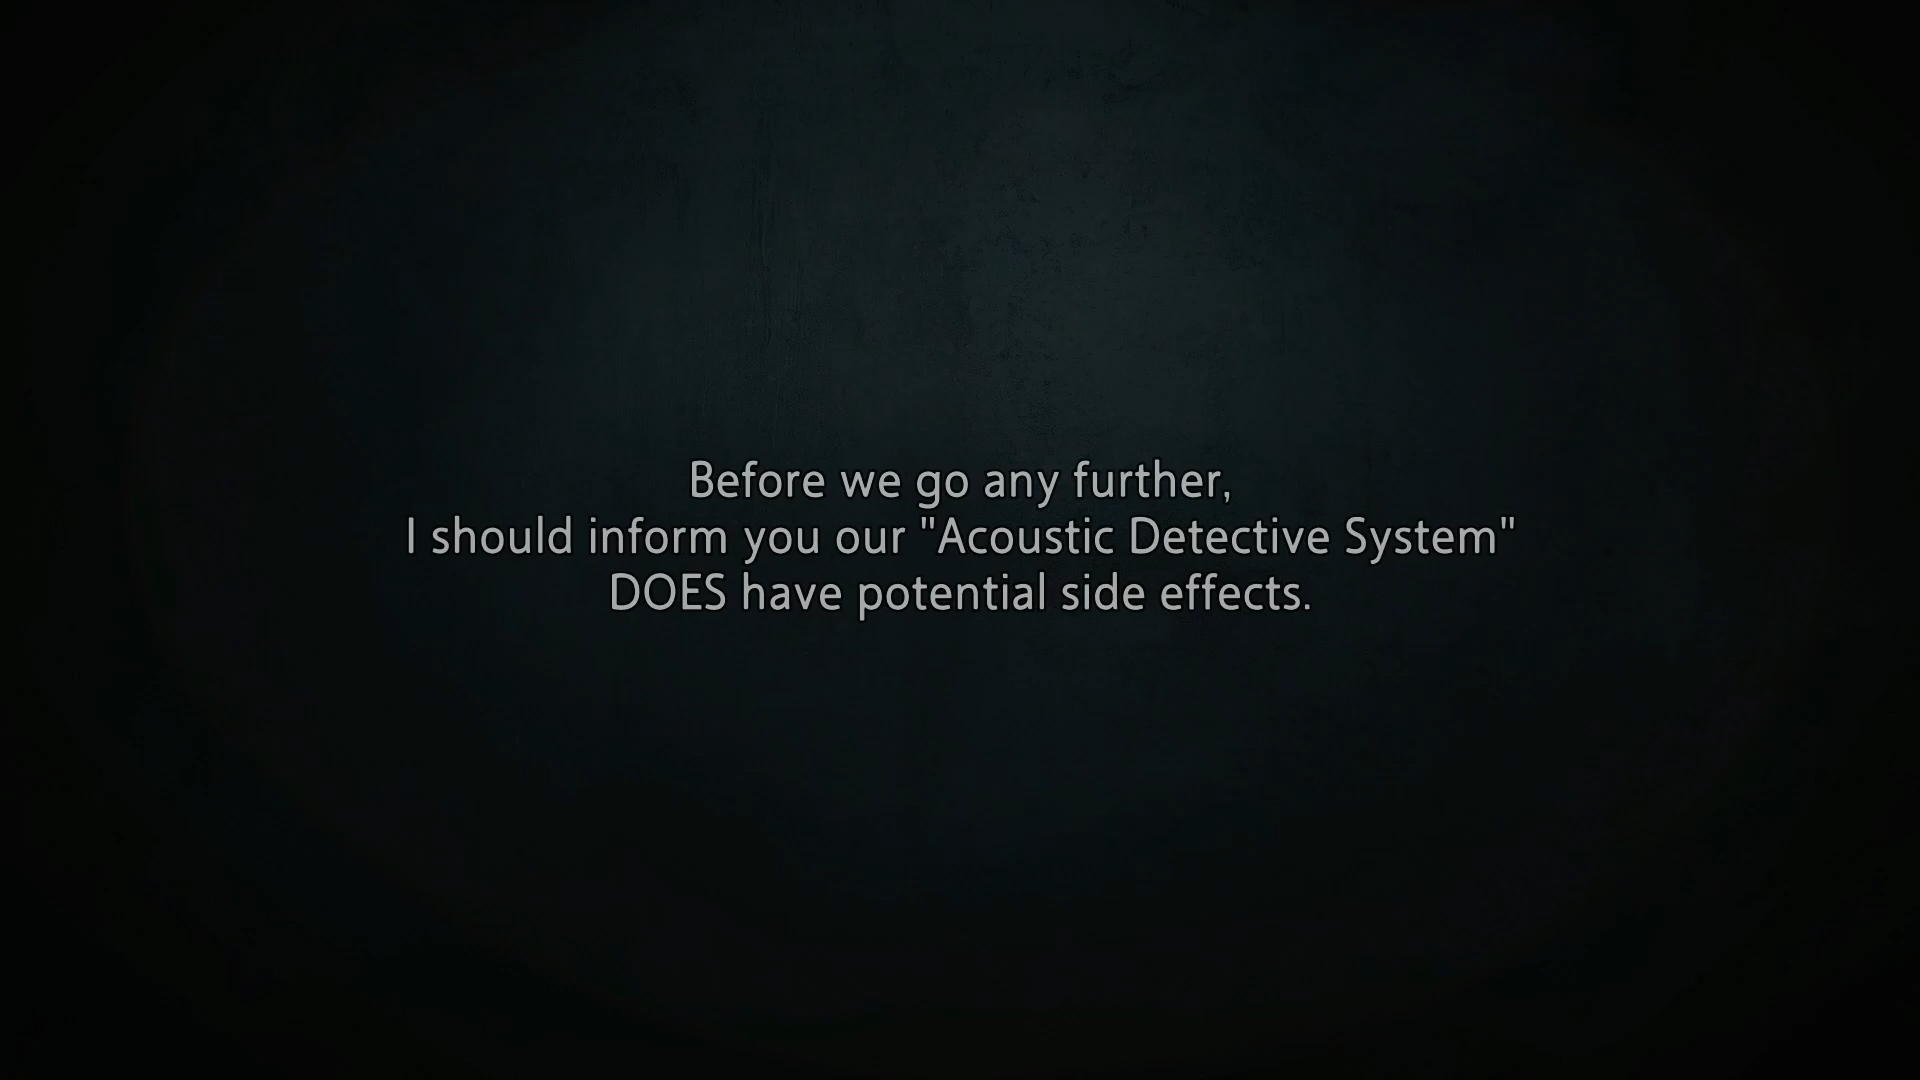 Before we go any further,
I should inform you our "Acoustic Detective System"
DOES have potential side effects.